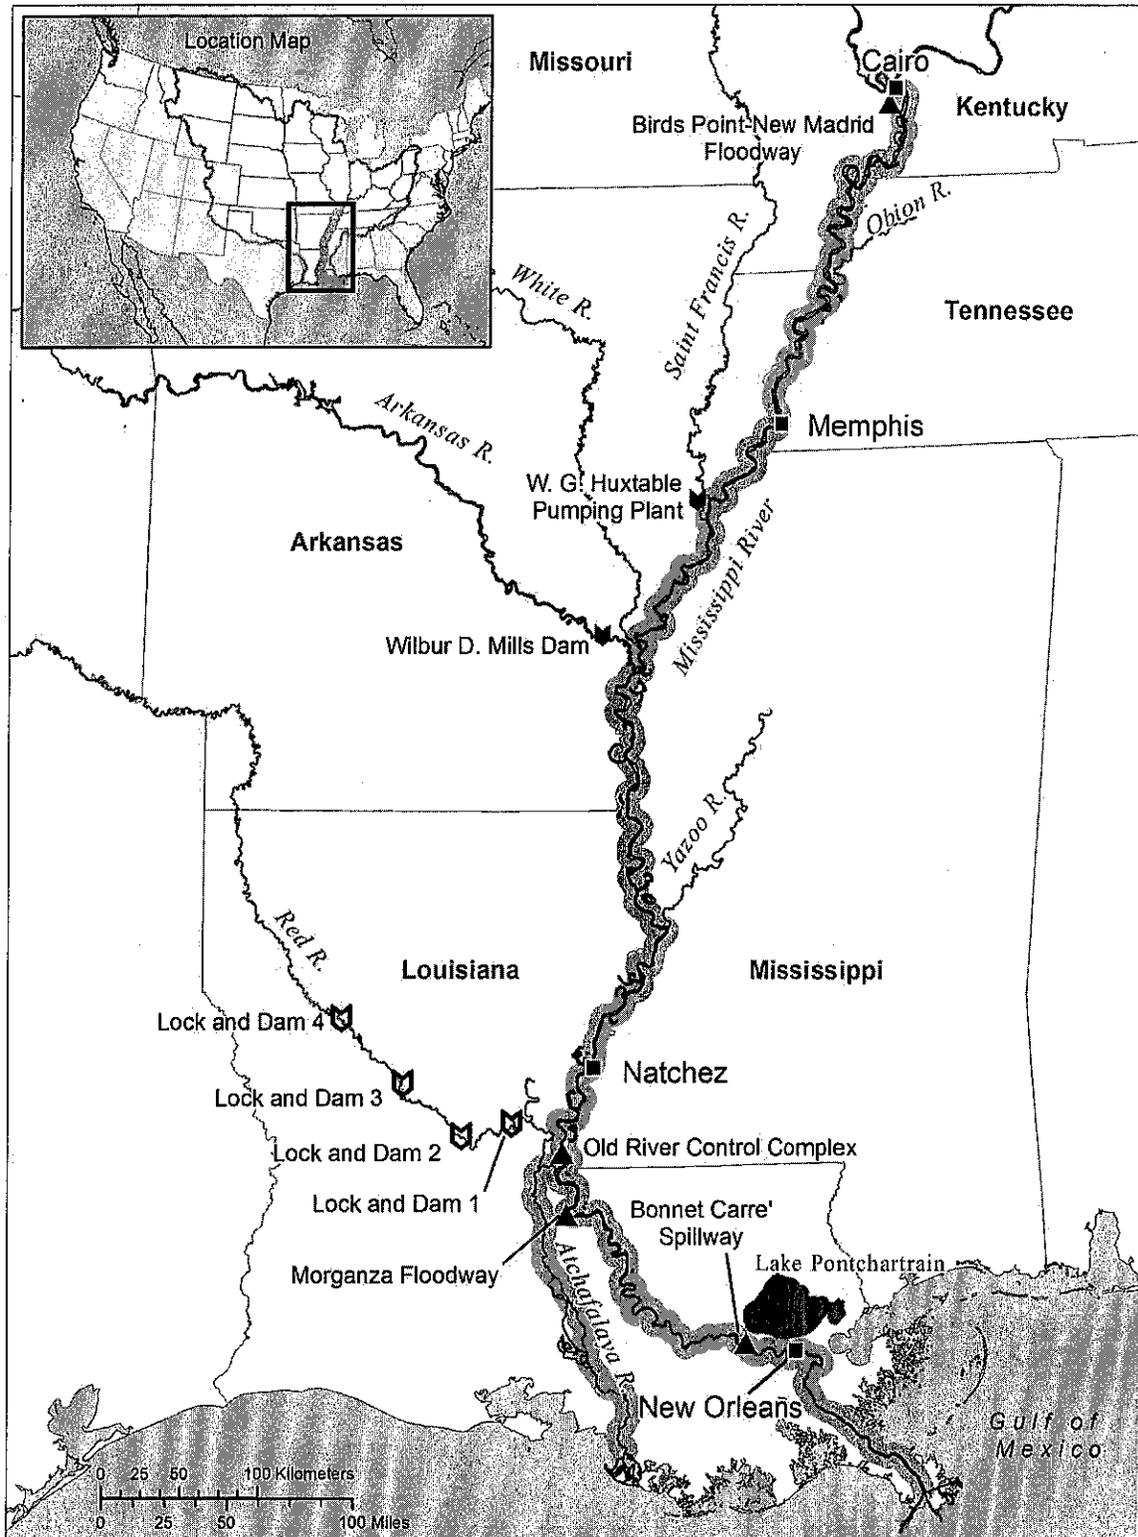 Location Map
Missouri
Cairo
Kentucky
Birds Point-New Madrid
Floodway
Obion R.
White R.
Saint Francis R.
Tennessee
Arkansas R.
Memphis
W. G. Huxtable
Pumping Plant
Arkansas
Mississippi River
Wilbur D. Mills Dam
Yazoo R.
Red R.
Louisiana
Mississippi
Lock and Dam 4
Natchez
Lock and Dam 3
Old River Control Complex
Lock and Dam 2
Lock and Dam 1
Bonnet Carre'
Spillway
Morganza Floodway
Atchafalaya R.
Lake Pontchartrain
New Orleans
Gulf of
Mexico
0 25 50 100 Kilometers
0 25 50 100 Miles